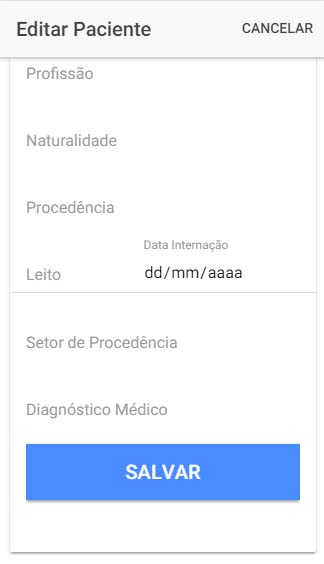 Editar Paciente CANCELAR
Profissão
Naturalidade
Procedência
Data Internação
Leito dd/mm/aaaa
Setor de Procedência
Diagnóstico Médico
SALVAR